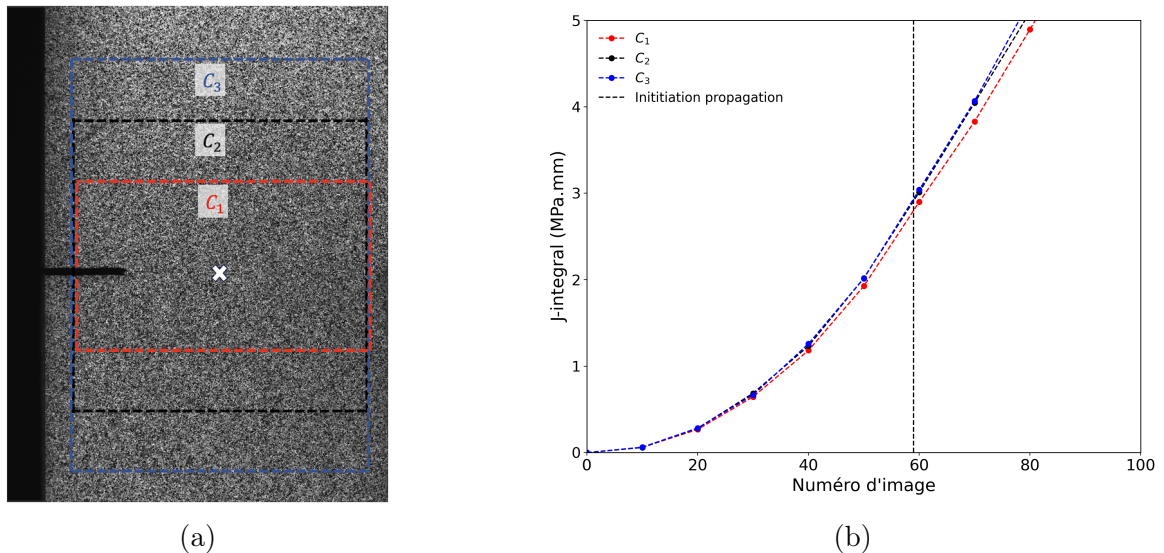 C₃
C₂
C₁
(a)
J-integral (MPa.mm)
5
4
3
2
1
0
C₁
C₂
C₃
Inititiation propagation
0 20 40 60 80 100
Numéro d'image
(b)